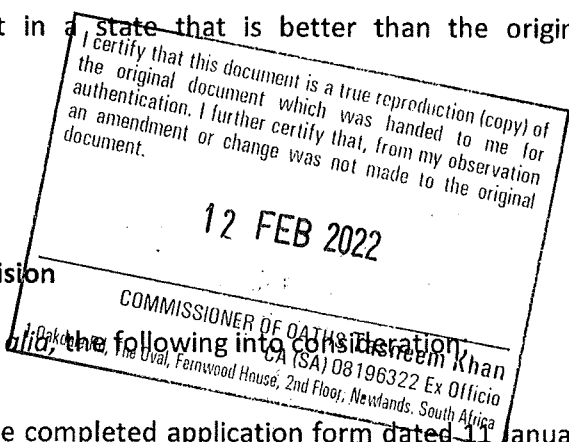 t in a state that is better than the origin
I certify that this document is a true reproduction (copy) of
the original document which was handed to me for
authentication. I further certify that, from my observation
an amendment or change was not made to the original
document.
12 FEB 2022
ision
COMMISSIONER OF OATHS Tasneem Khan
CA (SA) 08196322 Ex Officio
alia, the following into consideration;
Oakdale Rd, The Oval, Fernwood House, 2nd Floor, Newlands. South Africa
e completed application form dated 11 Janua